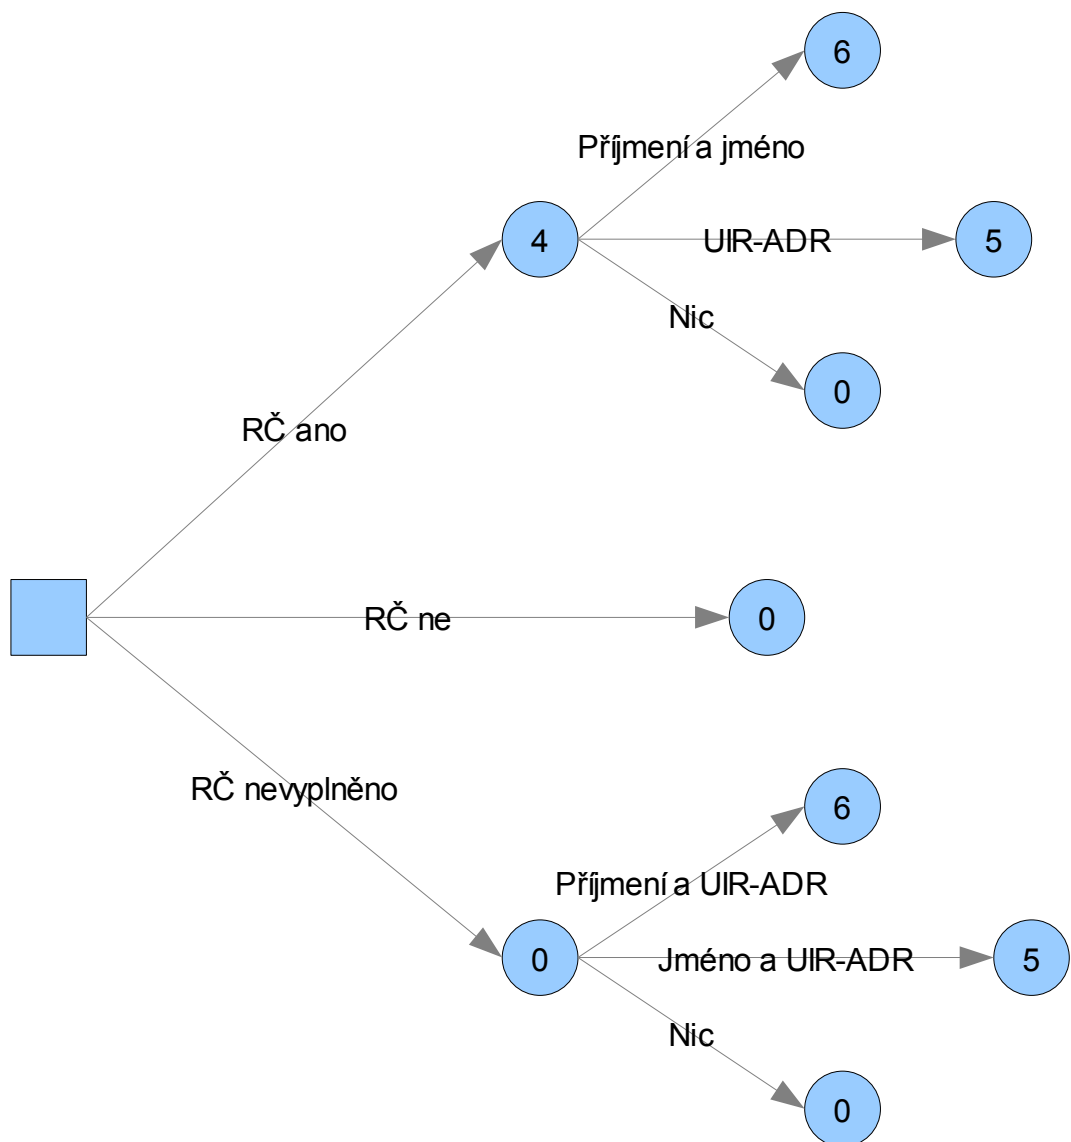 6
Příjmení a jméno
4
UIR-ADR
5
Nic
0
RČ ano
RČ ne
0
RČ nevyplněno
6
Příjmení a UIR-ADR
0
Jméno a UIR-ADR
5
Nic
0